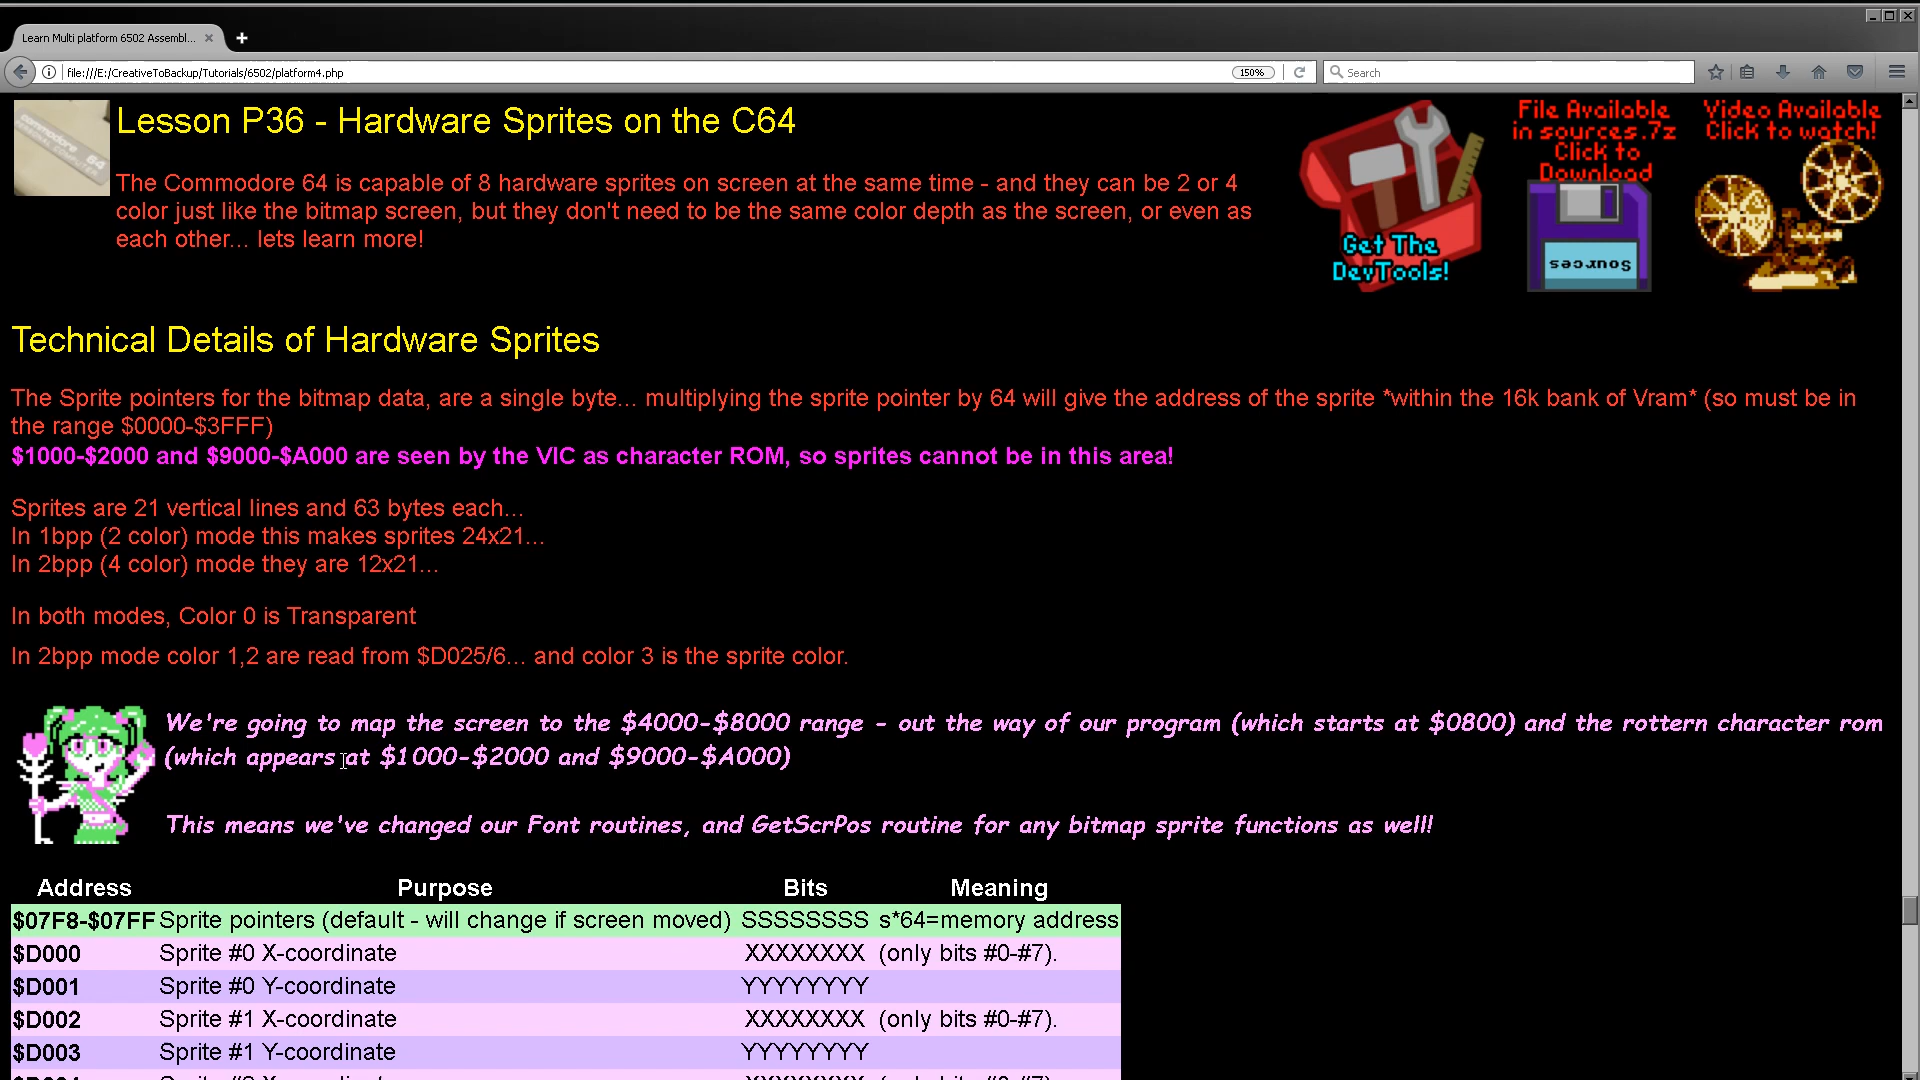 Learn Multi platform 6502 Assembl...
file:///E:/CreativeToBackup/Tutorials/6502/platform4.php
150%
Search
commodore 64
Lesson P36 - Hardware Sprites on the C64
The Commodore 64 is capable of 8 hardware sprites on screen at the same time - and they can be 2 or 4
color just like the bitmap screen, but they don't need to be the same color depth as the screen, or even as
each other... lets learn more!
Get The
DevTools!
File Available
in sources.7z
Click to
Download
Sources
Video Available
Click to watch!
Technical Details of Hardware Sprites
The Sprite pointers for the bitmap data, are a single byte... multiplying the sprite pointer by 64 will give the address of the sprite *within the 16k bank of Vram* (so must be in
the range $0000-$3FFF)
$1000-$2000 and $9000-$A000 are seen by the VIC as character ROM, so sprites cannot be in this area!
Sprites are 21 vertical lines and 63 bytes each...
In 1bpp (2 color) mode this makes sprites 24x21...
In 2bpp (4 color) mode they are 12x21...
In both modes, Color 0 is Transparent
In 2bpp mode color 1,2 are read from $D025/6... and color 3 is the sprite color.
We're going to map the screen to the $4000-$8000 range - out the way of our program (which starts at $0800) and the rottern character rom
(which appears at $1000-$2000 and $9000-$A000)
This means we've changed our Font routines, and GetScrPos routine for any bitmap sprite functions as well!
Address Purpose Bits Meaning
$07F8-$07FF Sprite pointers (default - will change if screen moved) SSSSSSSS s*64=memory address
$D000 Sprite #0 X-coordinate XXXXXXXX (only bits #0-#7).
$D001 Sprite #0 Y-coordinate YYYYYYYY
$D002 Sprite #1 X-coordinate XXXXXXXX (only bits #0-#7).
$D003 Sprite #1 Y-coordinate YYYYYYYY